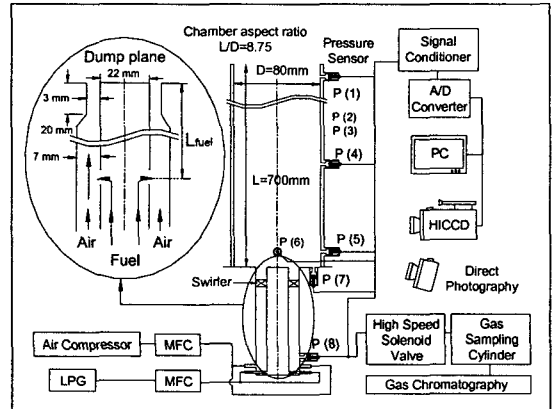 Dump plane
22 mm
3 mm
20 mm
7 mm
Lfuel
Air
Air
Fuel
Chamber aspect ratio
L/D=8.75
D=80mm
L=700mm
Pressure
Sensor
P (1)
P (2)
P (3)
P (4)
P (5)
P (6)
P (7)
P (8)
Swirler
Signal
Conditioner
A/D
Converter
PC
HICCD
Direct
Photography
Air Compressor
MFC
LPG
MFC
High Speed
Solenoid
Valve
Gas
Sampling
Cylinder
Gas Chromatography